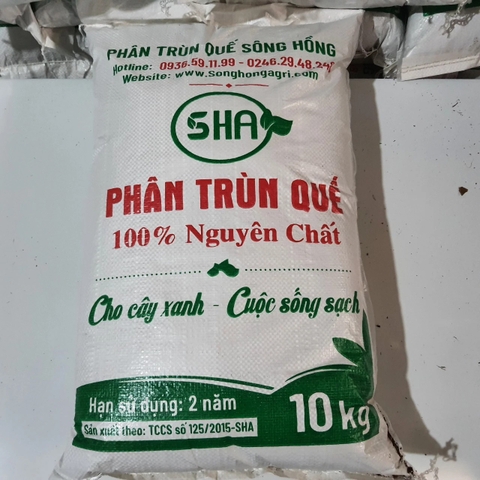 PHÂN TRÙN QUẾ SÔNG HỒNG
Hotline: 0936.59.11.99 - 0246.29.48.2
Website: www.songhongagri.com
SHA
PHÂN TRÙN QUẾ
100% Nguyên Chất
Cho cây xanh - Cuộc sống sạch
Hạn sử dụng: 2 năm
Sản xuất theo: TCCS số 125/2015-SHA
10 kg